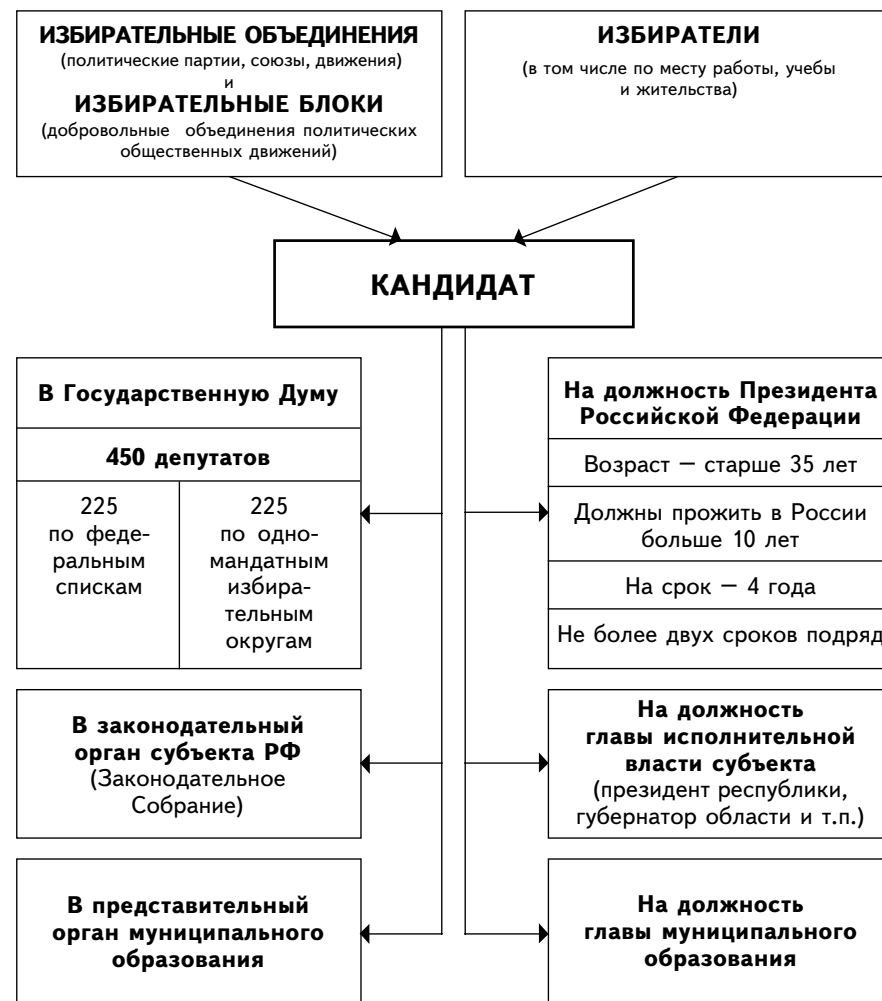 ИЗБИРАТЕЛЬНЫЕ ОБЪЕДИНЕНИЯ
(политические партии, союзы, движения)
и
ИЗБИРАТЕЛЬНЫЕ БЛОКИ
(добровольные объединения политических
общественных движений)
ИЗБИРАТЕЛИ
(в том числе по месту работы, учебы
и жительства)
КАНДИДАТ
В Государственную Думу
450 депутатов
225
по феде-
ральным
спискам
225
по одно-
мандатным
избира-
тельным
округам
На должность Президента
Российской Федерации
Возраст — старше 35 лет
Должны прожить в России
больше 10 лет
На срок — 4 года
Не более двух сроков подряд
В законодательный
орган субъекта РФ
(Законодательное
Собрание)
На должность
главы исполнительной
власти субъекта
(президент республики,
губернатор области и т.п.)
В представительный
орган муниципального
образования
На должность
главы муниципального
образования